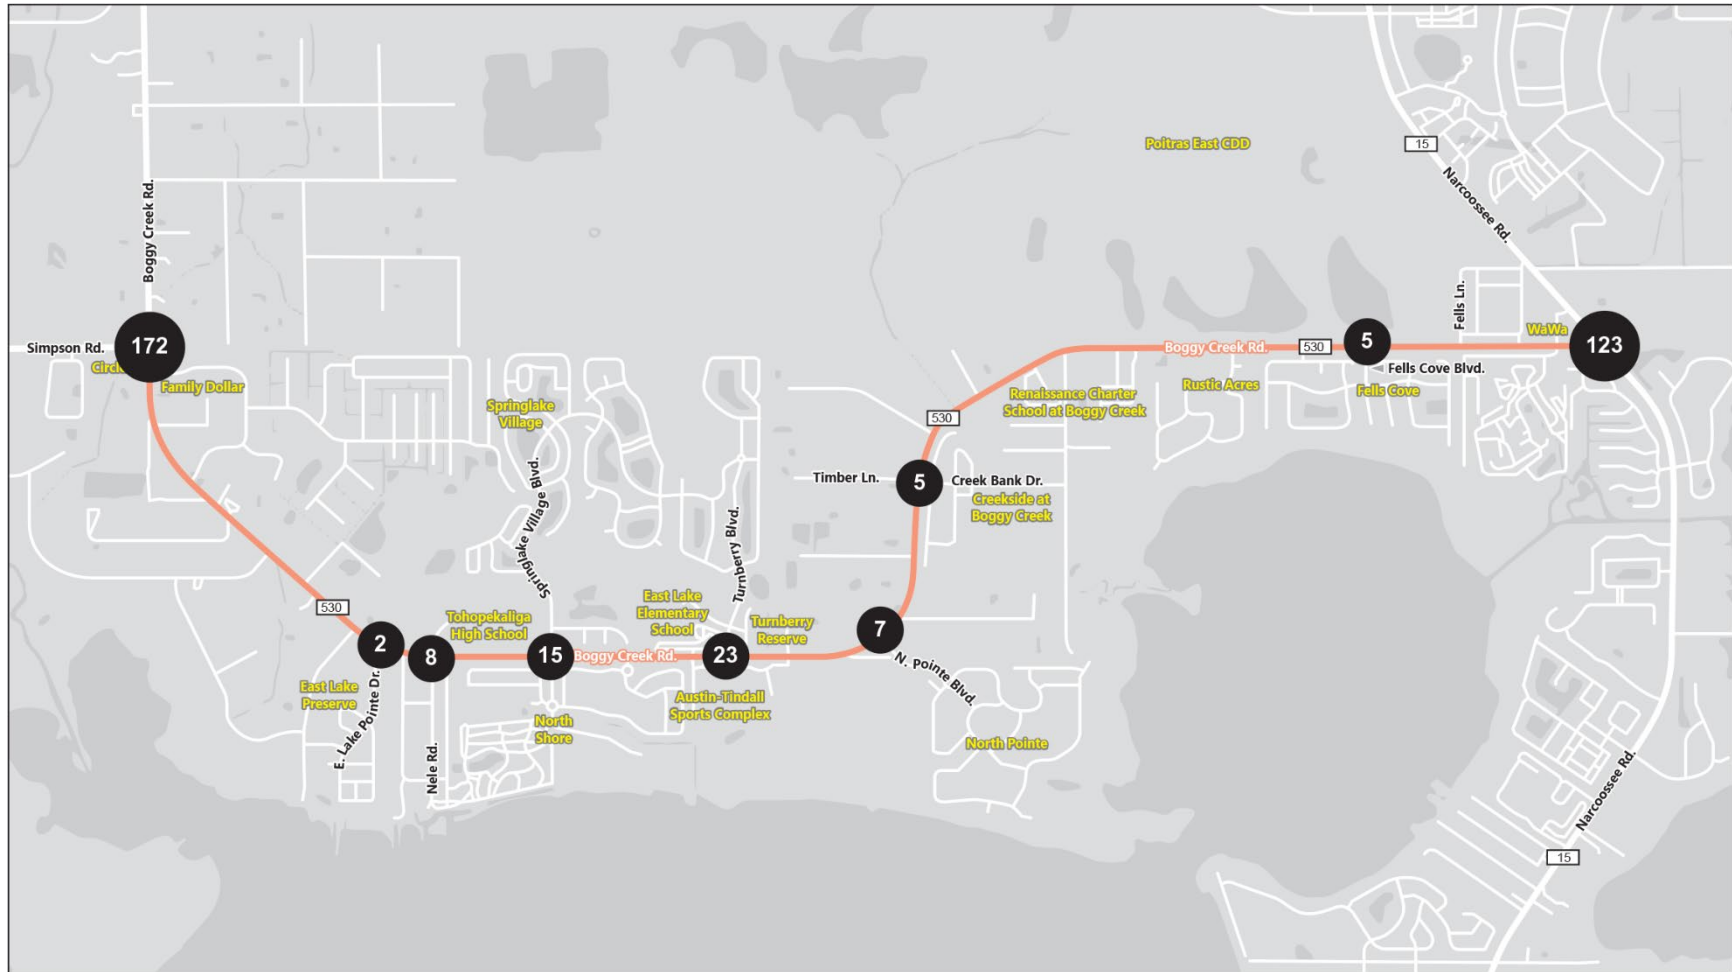 Poitras East CDD
15
Narcoossee Rd.
Boggy Creek Rd.
Fells Ln.
WaWa
Simpson Rd.
172
Circle
Family Dollar
Boggy Creek Rd.
530
5
123
Fells Cove Blvd.
Fells Cove
Rustic Acres
Renaissance Charter
School at Boggy Creek
530
Springlake
Village
Springlake Village Blvd.
Timber Ln.
5
Creek Bank Dr.
Creekside at
Boggy Creek
Turnberry Blvd.
530
Tohopekaliga
High School
East Lake
Elementary
School
Turnberry
Reserve
7
2
8
15
Boggy Creek Rd.
23
N. Pointe Blvd.
East Lake
Preserve
E. Lake Pointe Dr.
Nele Rd.
North
Shore
Austin-Tindall
Sports Complex
North Pointe
Narcoossee Rd.
15